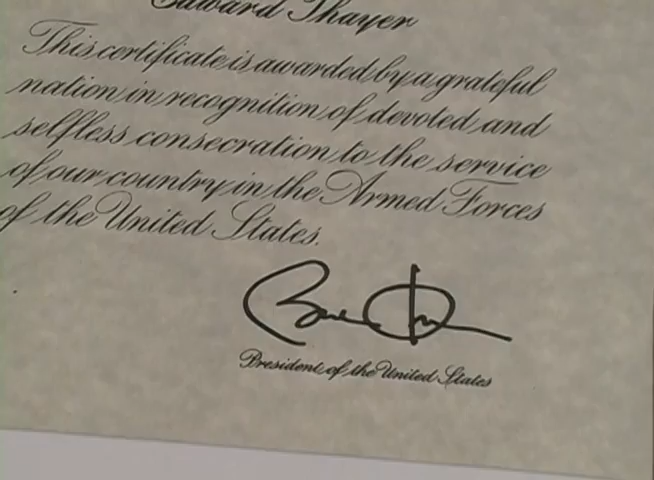 Edward Thayer
This certificate is awarded by a grateful
nation in recognition of devoted and
selfless consecration to the service
of our country in the Armed Forces
of the United States.
President of the United States